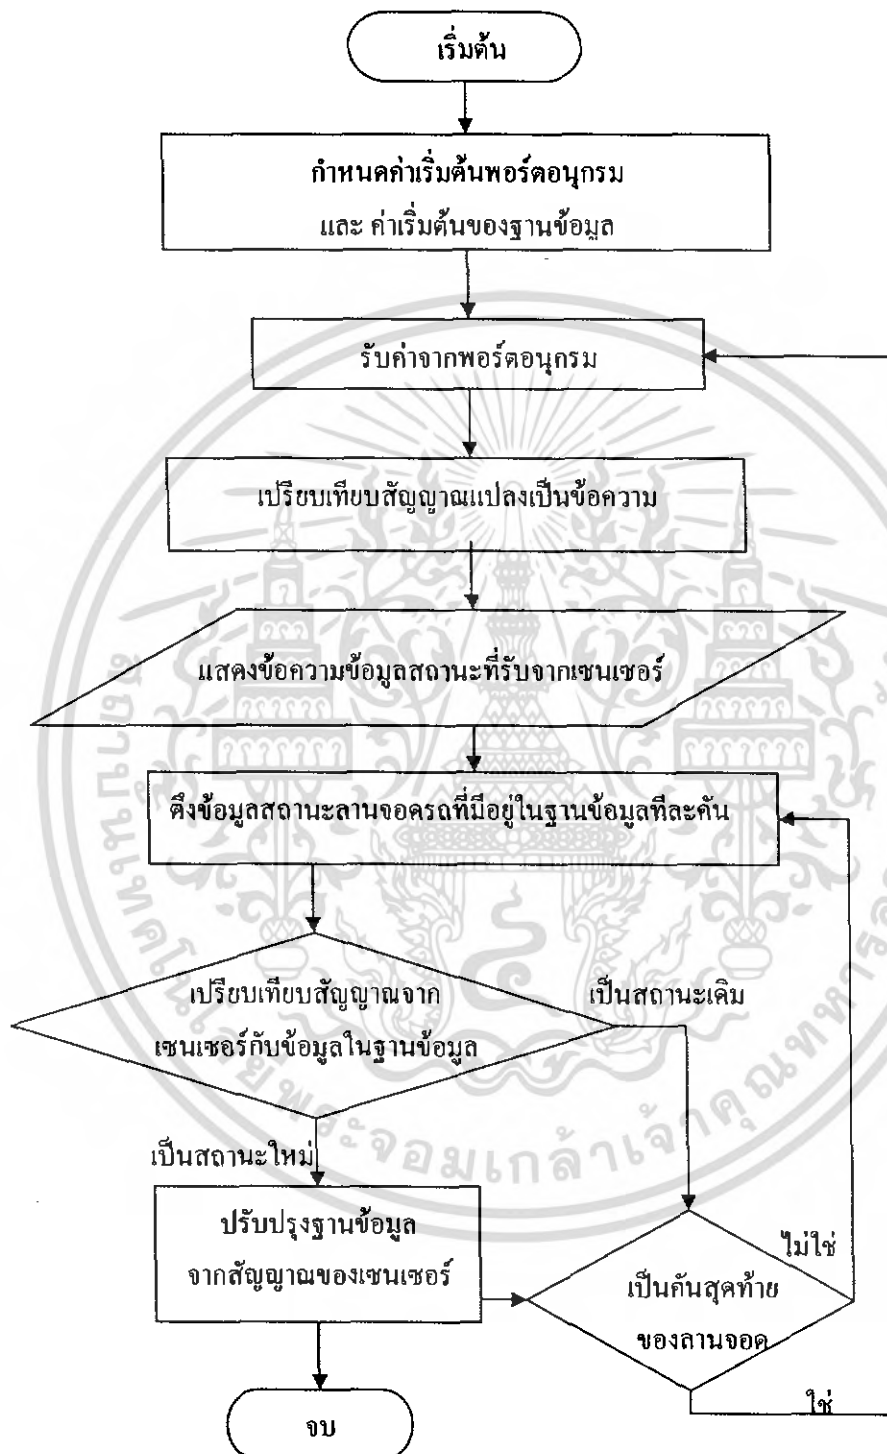 เริ่มต้น
กำหนดค่าเริ่มต้นพอร์ตอนุกรม
และ ค่าเริ่มต้นของฐานข้อมูล
รับค่าจากพอร์ตอนุกรม
เปรียบเทียบสัญญาณแปลงเป็นข้อความ
แสดงข้อความข้อมูลสถานะที่รับจากเซนเซอร์
ดึงข้อมูลสถานะลานจอดรถที่มีอยู่ในฐานข้อมูลทีละคัน
เปรียบเทียบสัญญาณจาก
เซนเซอร์กับข้อมูลในฐานข้อมูล
เป็นสถานะเดิม
เป็นสถานะใหม่
ปรับปรุงฐานข้อมูล
จากสัญญาณของเซนเซอร์
ไม่ใช่
เป็นคันสุดท้าย
ของลานจอด
ใช่
จบ